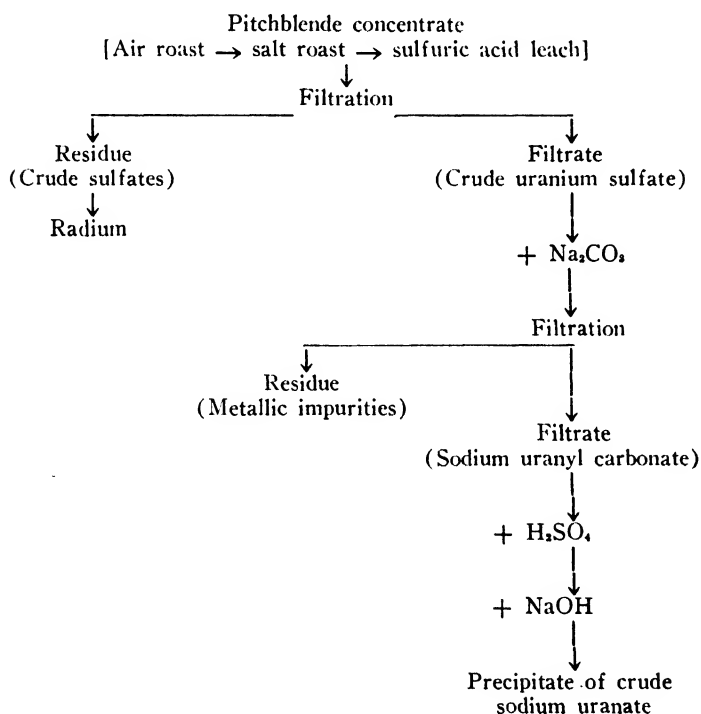 Pitchblende concentrate
[Air roast → salt roast → sulfuric acid leach]
Filtration
Residue
(Crude sulfates)
Radium
Filtrate
(Crude uranium sulfate)
+ Na₂CO₃
Filtration
Residue
(Metallic impurities)
Filtrate
(Sodium uranyl carbonate)
+ H₂SO₄
+ NaOH
Precipitate of crude
sodium uranate